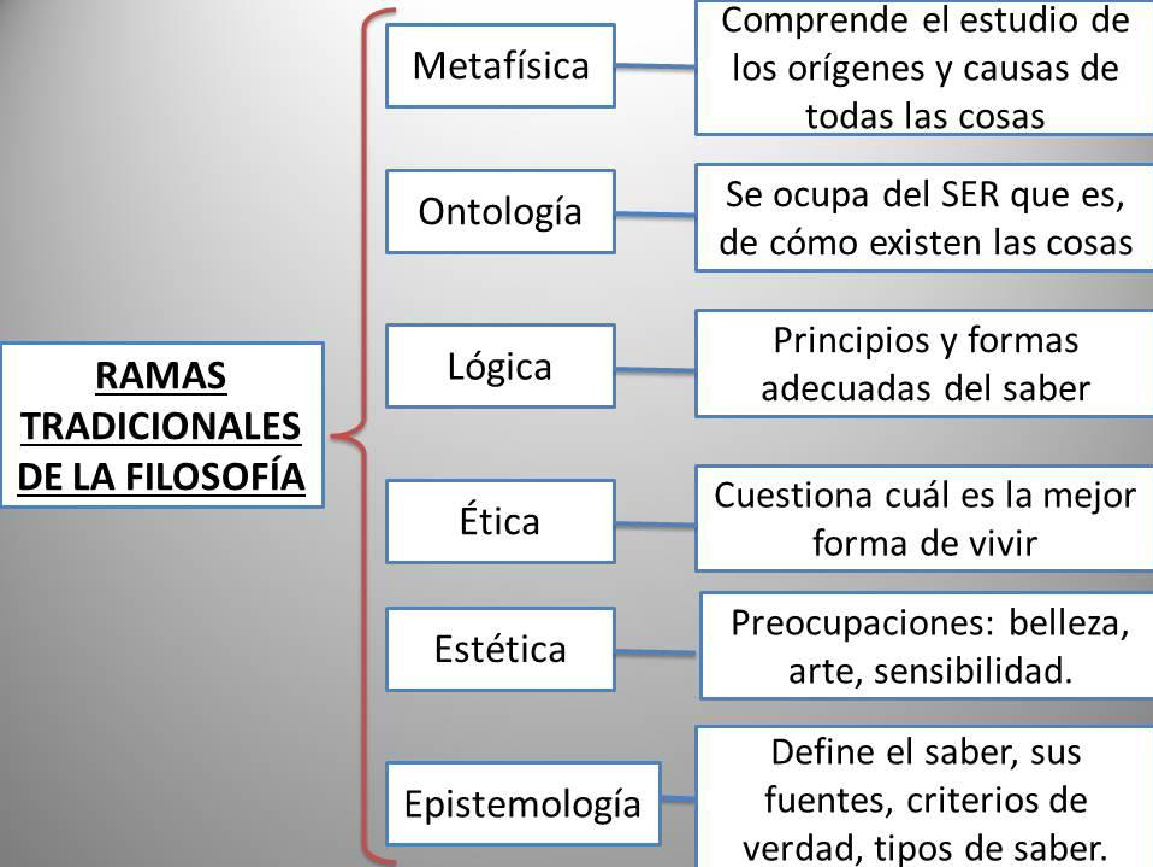 RAMAS
TRADICIONALES
DE LA FILOSOFÍA
Metafísica
Comprende el estudio de
los orígenes y causas de
todas las cosas
Ontología
Se ocupa del SER que es,
de cómo existen las cosas
Lógica
Principios y formas
adecuadas del saber
Ética
Cuestiona cuál es la mejor
forma de vivir
Estética
Preocupaciones: belleza,
arte, sensibilidad.
Epistemología
Define el saber, sus
fuentes, criterios de
verdad, tipos de saber.